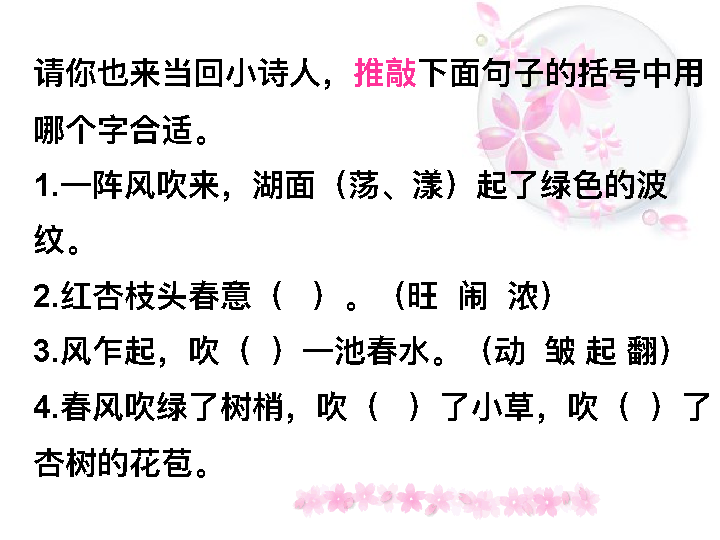 请你也来当回小诗人，推敲下面句子的括号中用
哪个字合适。
1.一阵风吹来，湖面（荡、漾）起了绿色的波
纹。
2.红杏枝头春意（   ）。（旺  闹  浓）
3.风乍起，吹（  ）一池春水。（动  皱 起 翻）
4.春风吹绿了树梢，吹（   ）了小草，吹（  ）了
杏树的花苞。